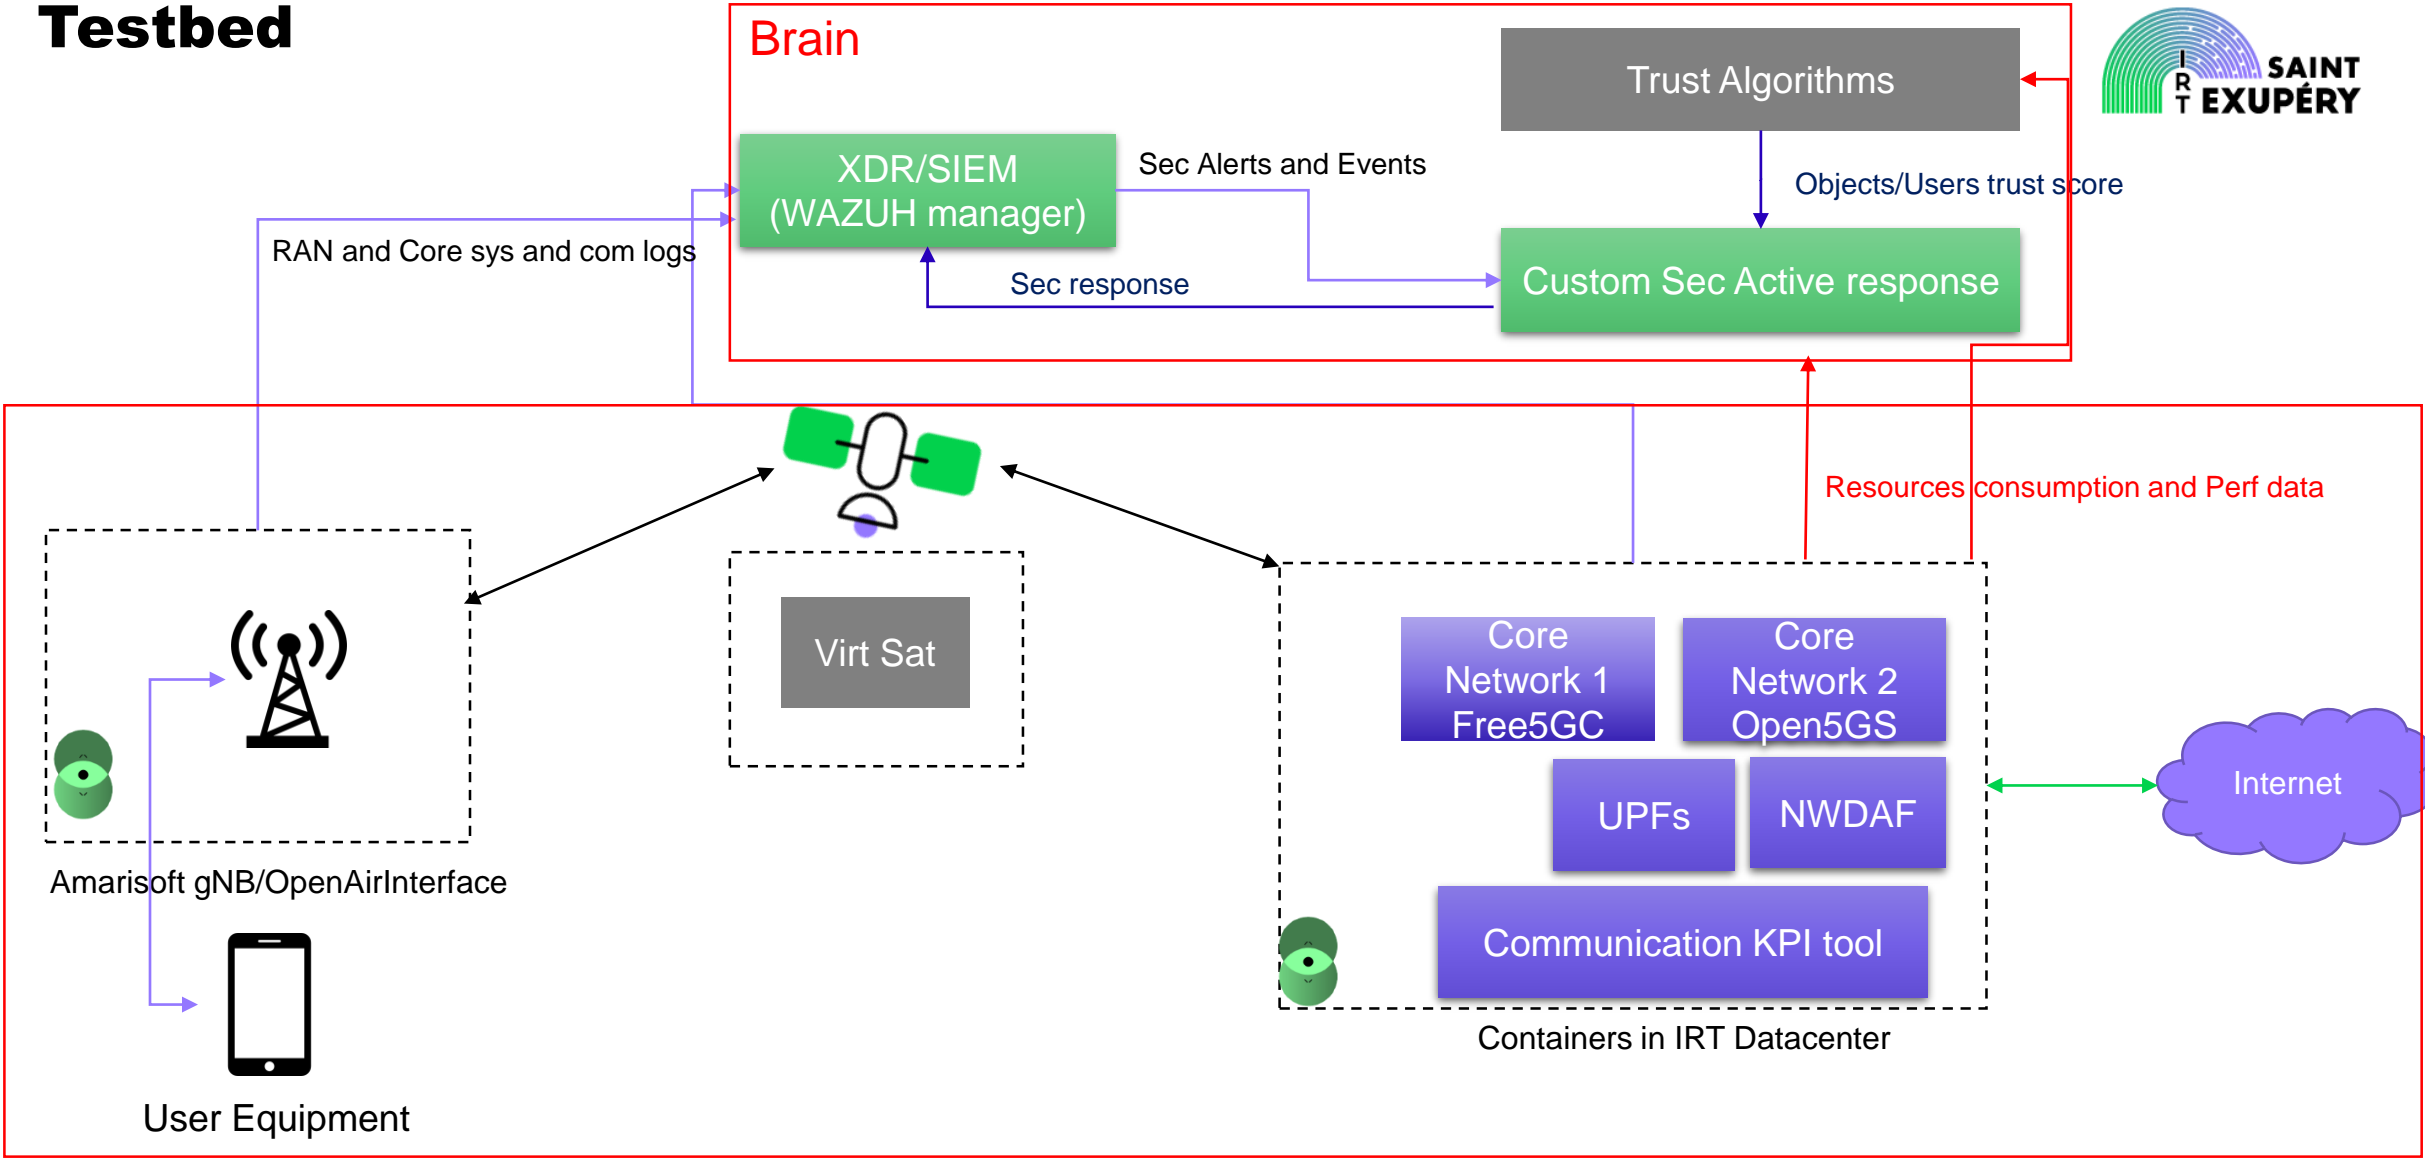 Testbed
Brain
Trust Algorithms
I
R
T
SAINT
EXUPÉRY
XDR/SIEM
(WAZUH manager)
Sec Alerts and Events
Objects/Users trust score
RAN and Core sys and com logs
Sec response
Custom Sec Active response
Resources consumption and Perf data
Virt Sat
Core
Network 1
Free5GC
Core
Network 2
Open5GS
UPFs
NWDAF
Internet
Amarisoft gNB/OpenAirInterface
Communication KPI tool
Containers in IRT Datacenter
User Equipment